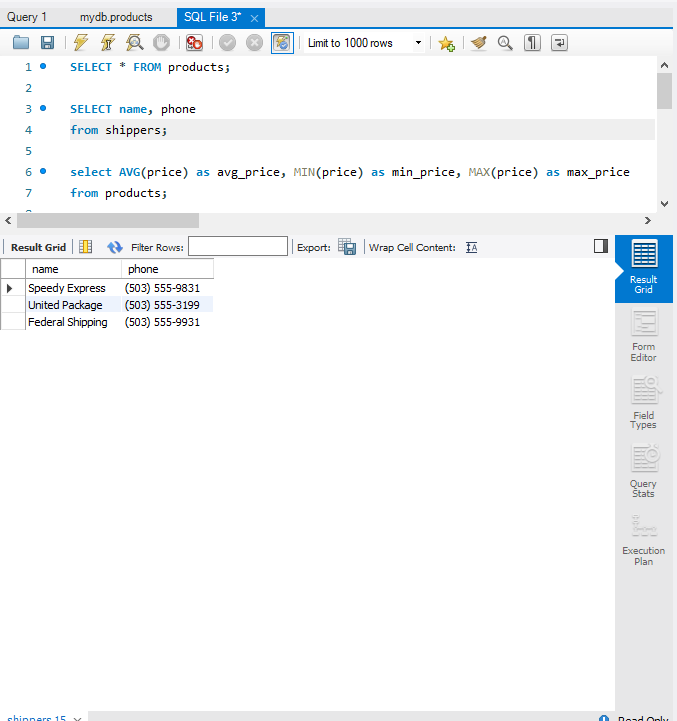 Query 1 mydb.products SQL File 3*
Limit to 1000 rows
1 SELECT * FROM products;
2
3 SELECT name, phone
4 from shippers;
5
6 select AVG(price) as avg_price, MIN(price) as min_price, MAX(price) as max_price
7 from products;
Result Grid Filter Rows: Export: Wrap Cell Content: IA
name phone
Speedy Express (503) 555-9831
United Package (503) 555-3199
Federal Shipping (503) 555-9931
Result
Grid
Form
Editor
Field
Types
Query
Stats
Execution
Plan
shippers 15 Read Only